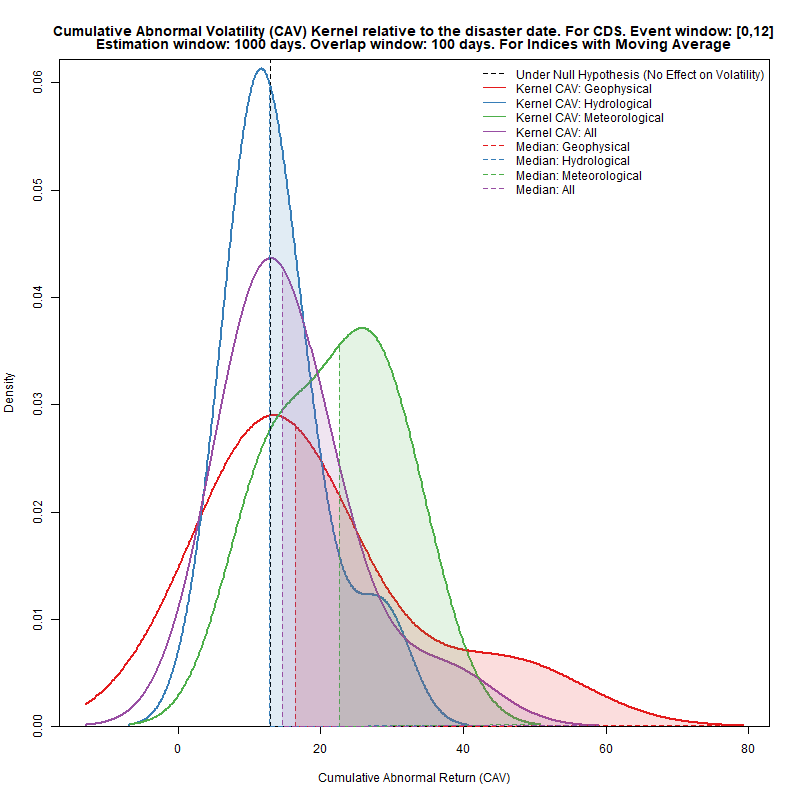 Cumulative Abnormal Volatility (CAV) Kernel relative to the disaster date. For CDS. Event window: [0,12]
Estimation window: 1000 days. Overlap window: 100 days. For Indices with Moving Average
Under Null Hypothesis (No Effect on Volatility)
Kernel CAV: Geophysical
Kernel CAV: Hydrological
Kernel CAV: Meteorological
Kernel CAV: All
Median: Geophysical
Median: Hydrological
Median: Meteorological
Median: All
0.06
0.05
0.04
0.03
0.02
0.01
0.00
Density
0 20 40 60 80
Cumulative Abnormal Return (CAV)